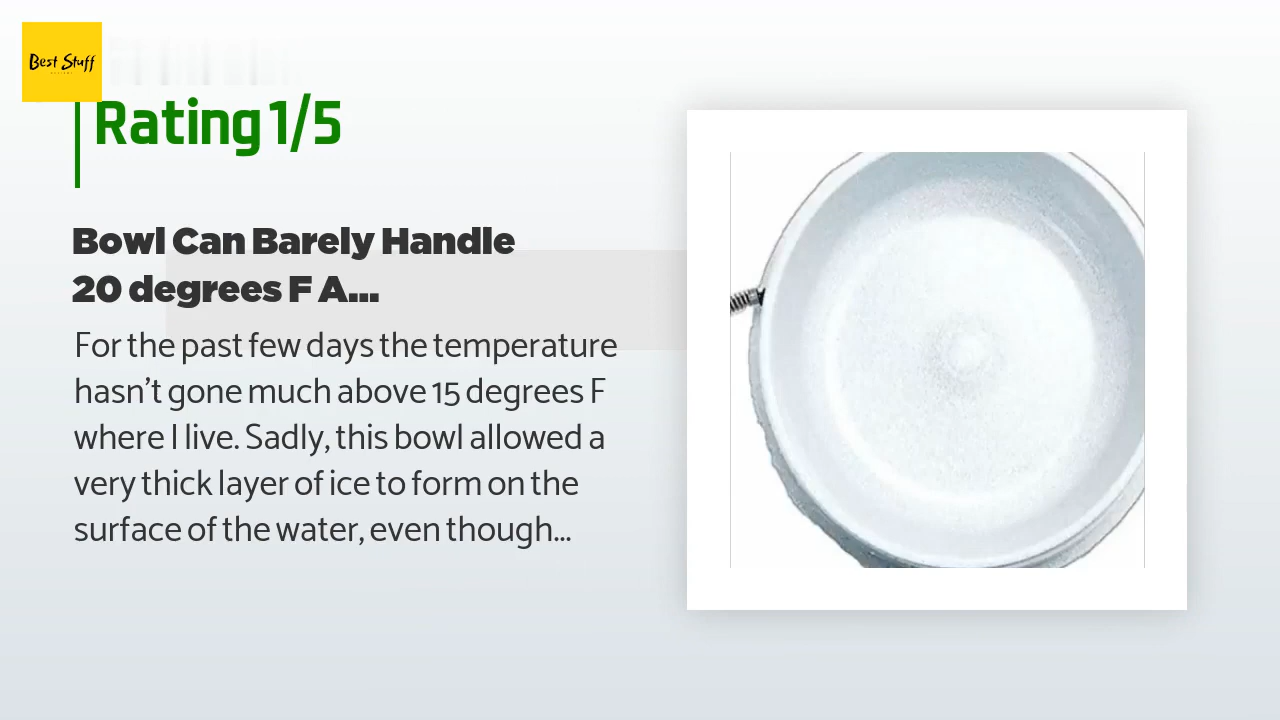 Best Stuff
Rating 1/5
Bowl Can Barely Handle
20 degrees F A...
For the past few days the temperature
hasn't gone much above 15 degrees F
where I live. Sadly, this bowl allowed a
very thick layer of ice to form on the
surface of the water, even though...